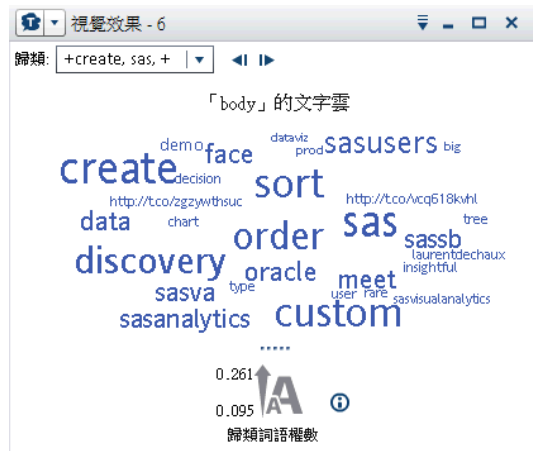 視覺效果 - 6
歸類: +create, sas, +
「body」的文字雲
demo face dataviz prod sasusers big
create decision sort
http://t.co/zgzywthsuc http://t.co/vcq618kvhl
data chart order sas tree
sassb
laurentdechaux
discovery oracle meet insightful
sasva type user rare sasvisualanalytics
sasanalytics custom
0.261
0.095
歸類詞語權數